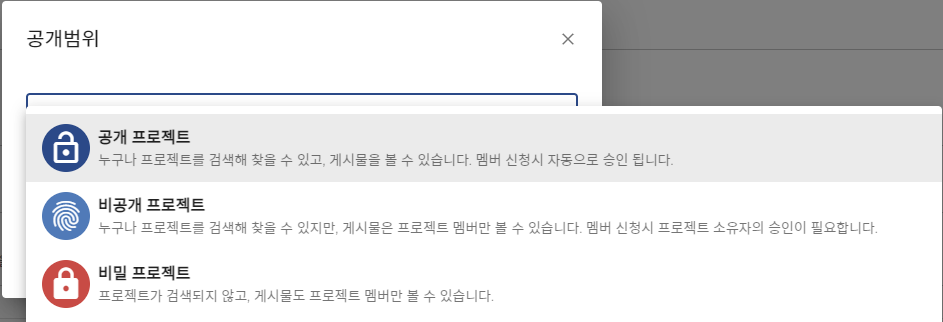 공개범위
공개 프로젝트
누구나 프로젝트를 검색해 찾을 수 있고, 게시물을 볼 수 있습니다. 멤버 신청시 자동으로 승인 됩니다.
비공개 프로젝트
누구나 프로젝트를 검색해 찾을 수 있지만, 게시물은 프로젝트 멤버만 볼 수 있습니다. 멤버 신청시 프로젝트 소유자의 승인이 필요합니다.
비밀 프로젝트
프로젝트가 검색되지 않고, 게시물도 프로젝트 멤버만 볼 수 있습니다.